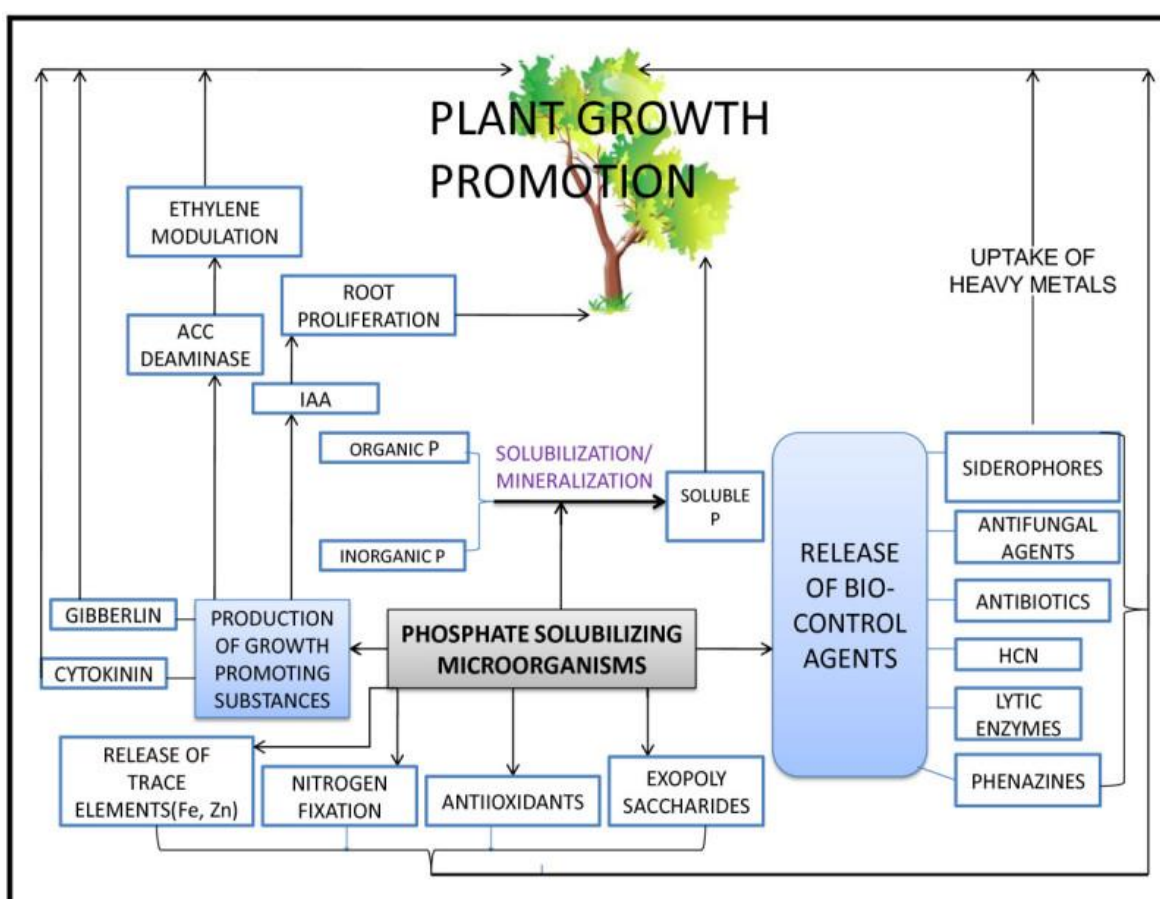 PLANT GROWTH
PROMOTION
ETHYLENE
MODULATION
UPTAKE OF
HEAVY METALS
ROOT
PROLIFERATION
ACC
DEAMINASE
IAA
ORGANIC P
SOLUBILIZATION/
MINERALIZATION
SIDEROPHORES
SOLUBLE
P
ANTIFUNGAL
AGENTS
INORGANIC P
RELEASE
OF BIO-
CONTROL
AGENTS
ANTIBIOTICS
GIBBERLIN
PRODUCTION
OF GROWTH
PROMOTING
SUBSTANCES
PHOSPHATE SOLUBILIZING
MICROORGANISMS
HCN
CYTOKININ
LYTIC
ENZYMES
RELEASE OF
TRACE
ELEMENTS(Fe, Zn)
NITROGEN
FIXATION
ANTIIOXIDANTS
EXOPOLY
SACCHARIDES
PHENAZINES